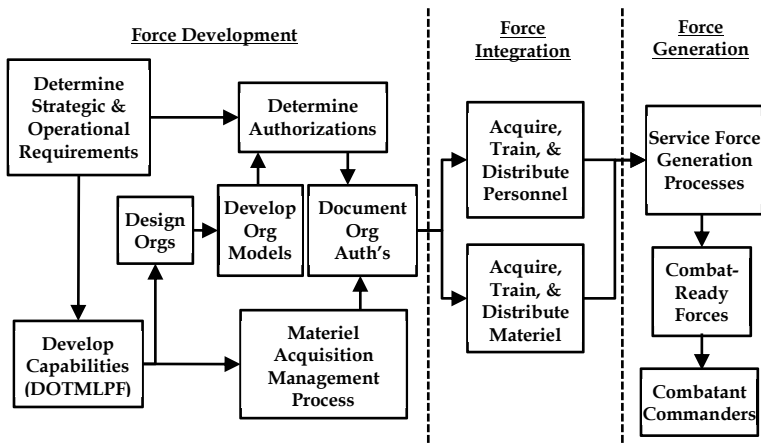 Force Development
Force
Integration
Force
Generation
Determine
Strategic &
Operational
Requirements
Determine
Authorizations
Design
Orgs
Develop
Org
Models
Document
Org
Auth's
Develop
Capabilities
(DOTMLPF)
Materiel
Acquisition
Management
Process
Acquire,
Train, &
Distribute
Personnel
Acquire,
Train, &
Distribute
Materiel
Service Force
Generation
Processes
Combat-
Ready
Forces
Combatant
Commanders